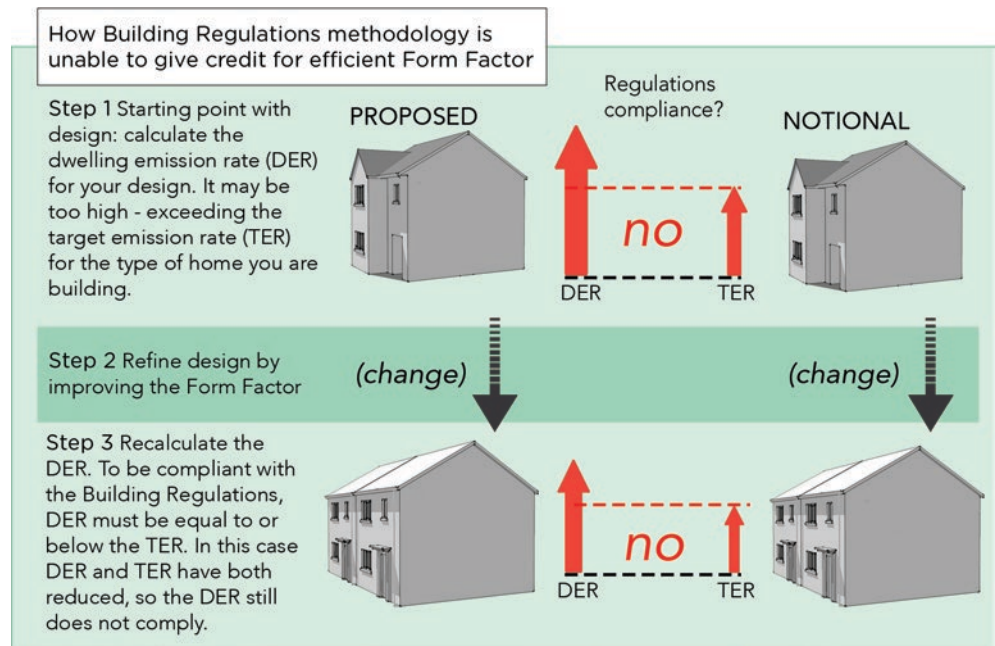 How Building Regulations methodology is
unable to give credit for efficient Form Factor
Step 1 Starting point with
design: calculate the
dwelling emission rate (DER)
for your design. It may be
too high - exceeding the
target emission rate (TER)
for the type of home you are
building.
PROPOSED
Regulations
compliance?
NOTIONAL
no
DER
TER
Step 2 Refine design by
improving the Form Factor
(change)
(change)
Step 3 Recalculate the
DER. To be compliant with
the Building Regulations,
DER must be equal to or
below the TER. In this case
DER and TER have both
reduced, so the DER still
does not comply.
no
DER
TER